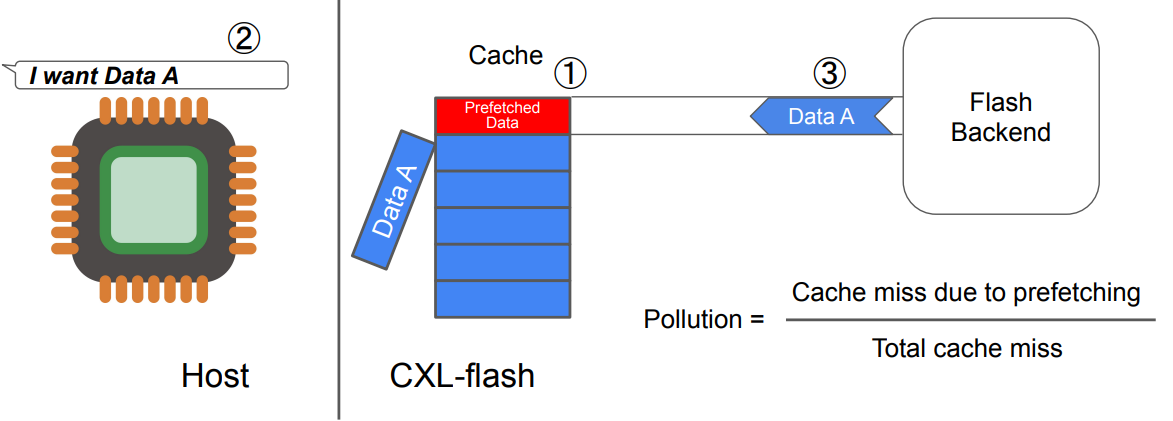 ②
I want Data A
Host
Cache
①
Prefetched
Data
Data A
③
Data A
Flash
Backend
CXL-flash
Pollution =
Cache miss due to prefetching
Total cache miss